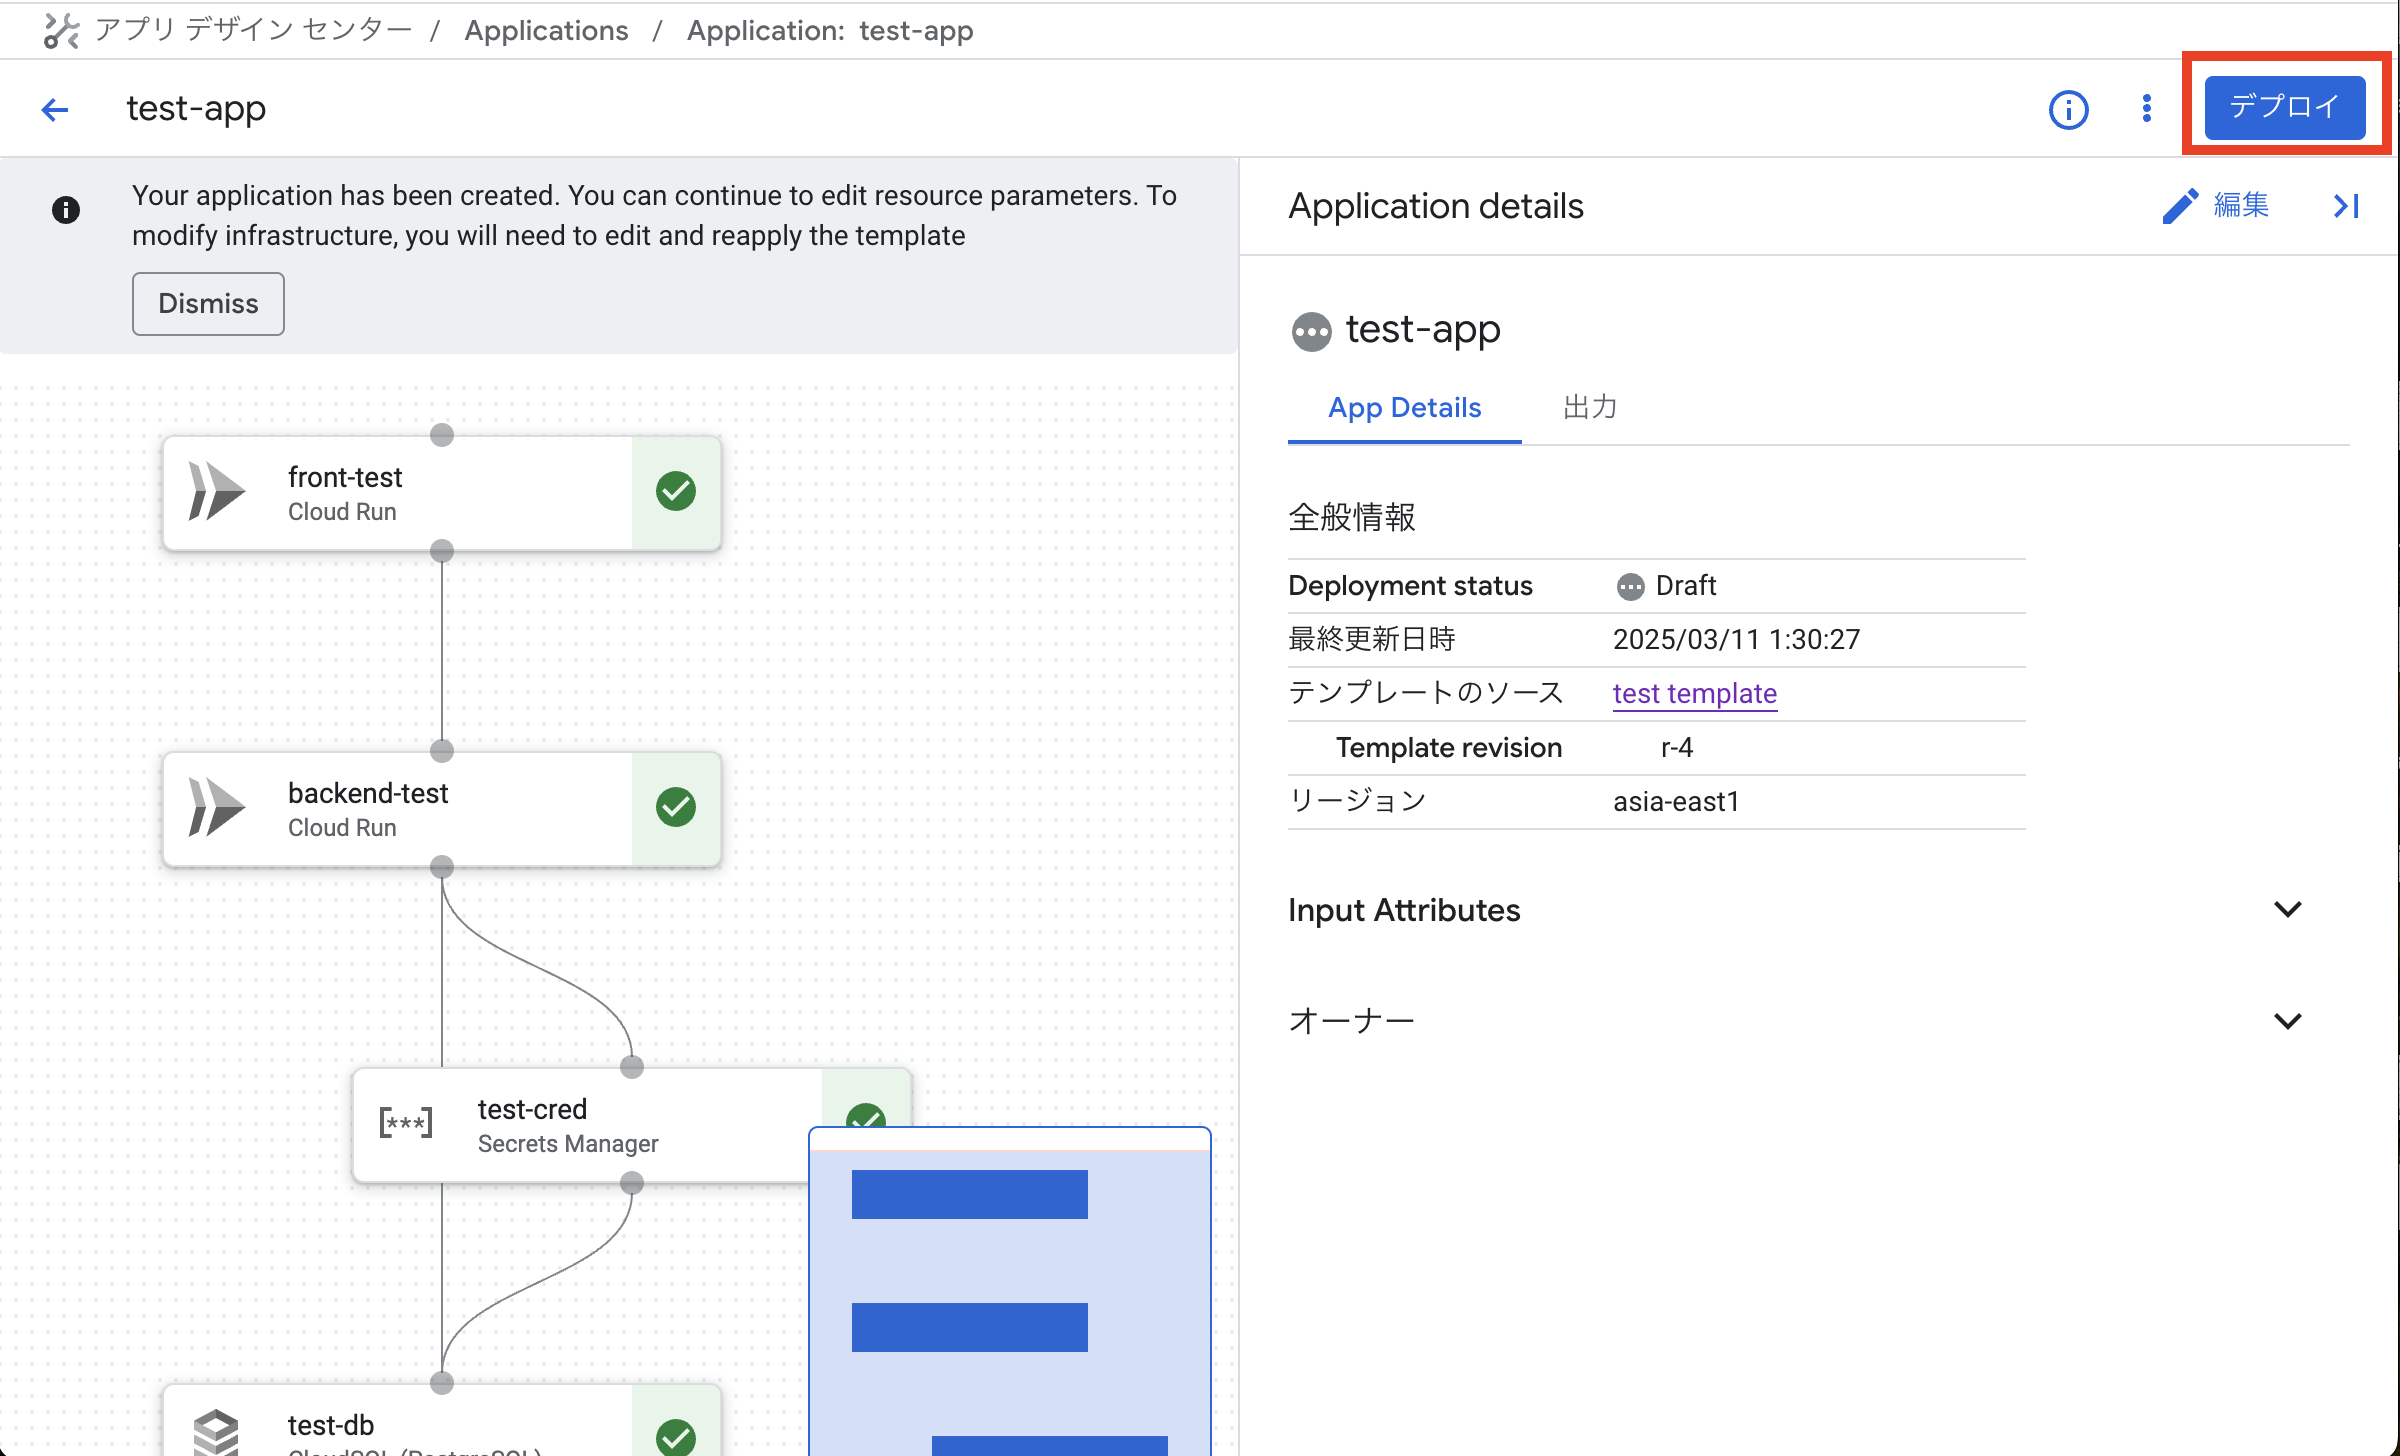 アプリ デザイン センター / Applications / Application: test-app
test-app
デプロイ
Your application has been created. You can continue to edit resource parameters. To
modify infrastructure, you will need to edit and reapply the template
Dismiss
front-test
Cloud Run
backend-test
Cloud Run
[***]
test-cred
Secrets Manager
test-db
CloudSQL (PostgreSQL)
Application details
編集
test-app
App Details
出力
全般情報
Deployment status Draft
最終更新日時 2025/03/11 1:30:27
テンプレートのソース test template
Template revision r-4
リージョン asia-east1
Input Attributes
オーナー